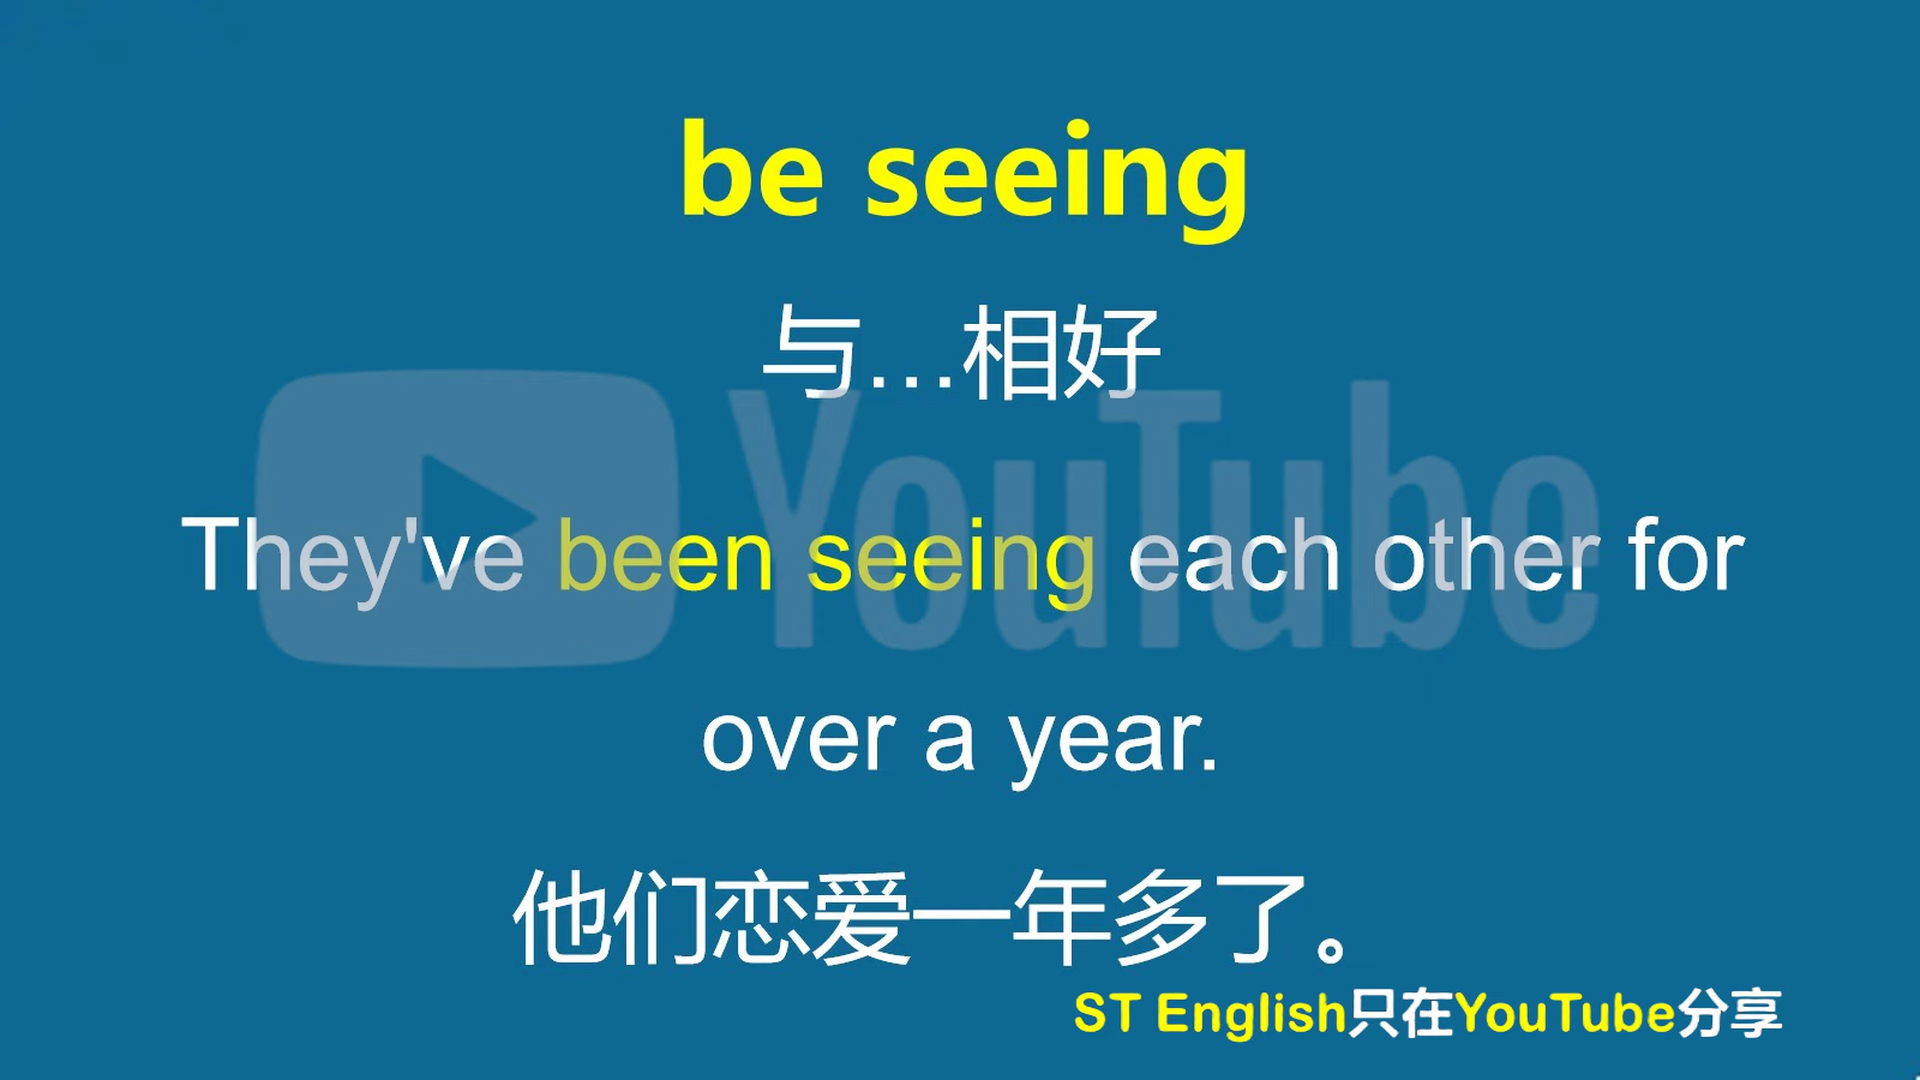 be seeing
与…相好
YouTube
They've been seeing each other for
over a year.
他们恋爱一年多了。
ST English只在YouTube分享